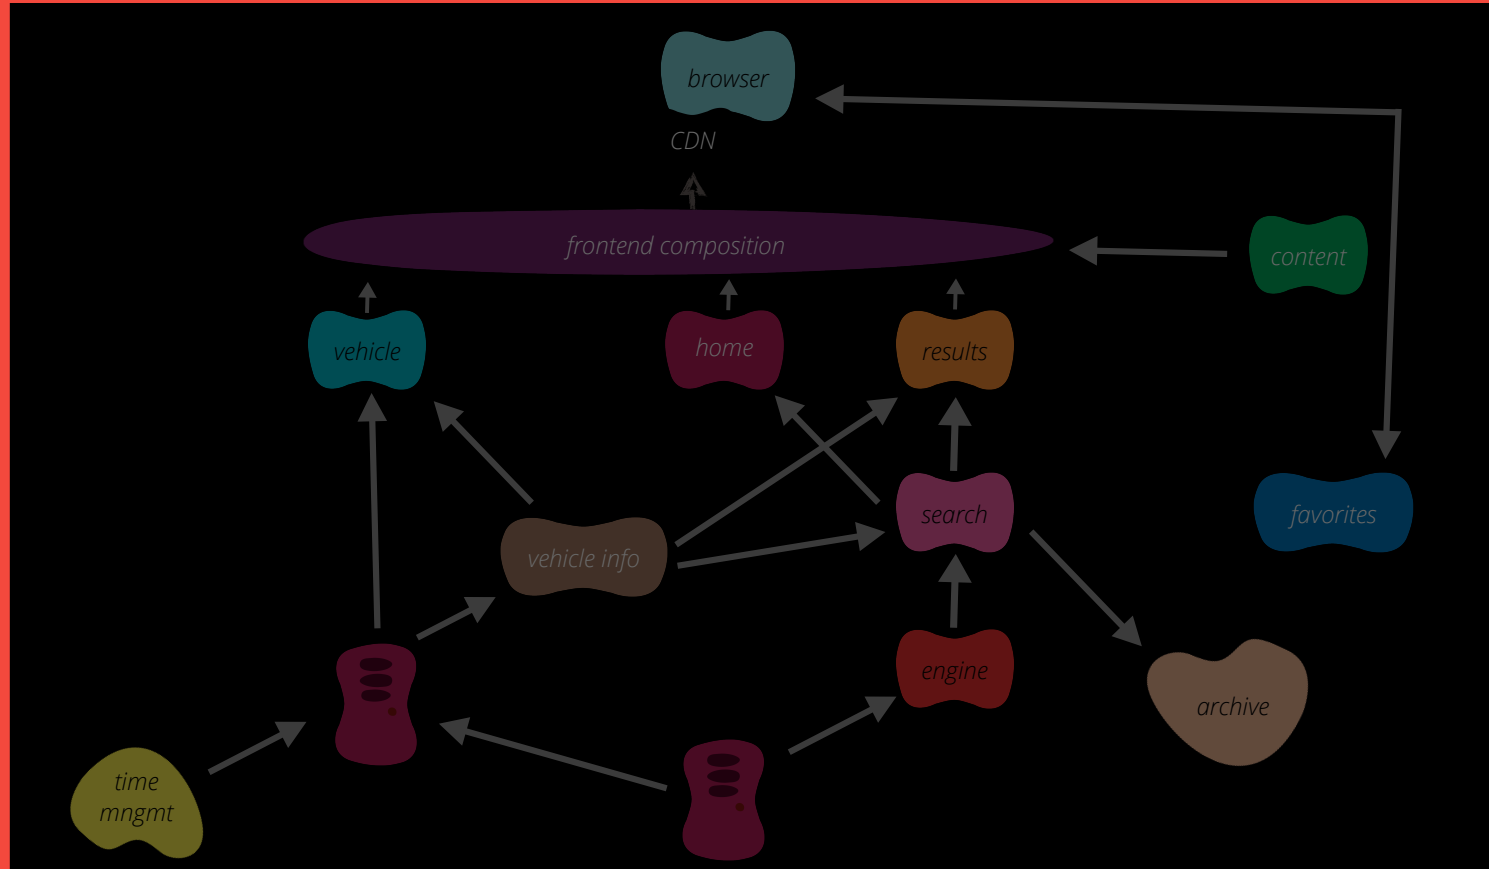 browser
CDN
frontend composition
content
vehicle
home
results
search
favorites
vehicle info
engine
archive
time
mngmt